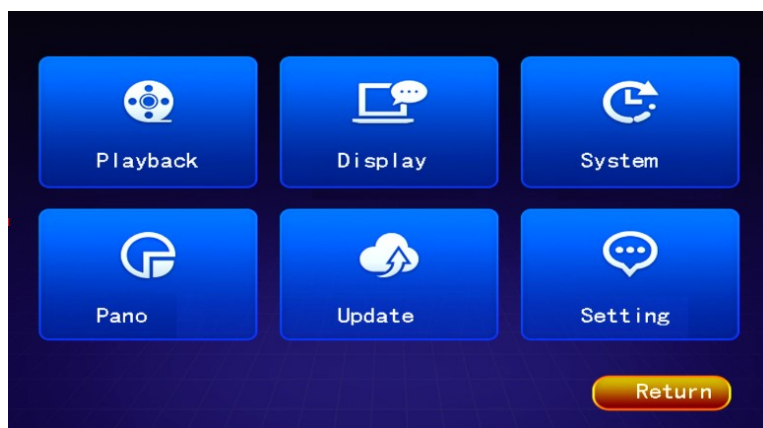 Playback
Display
System
Pano
Update
Setting
Return